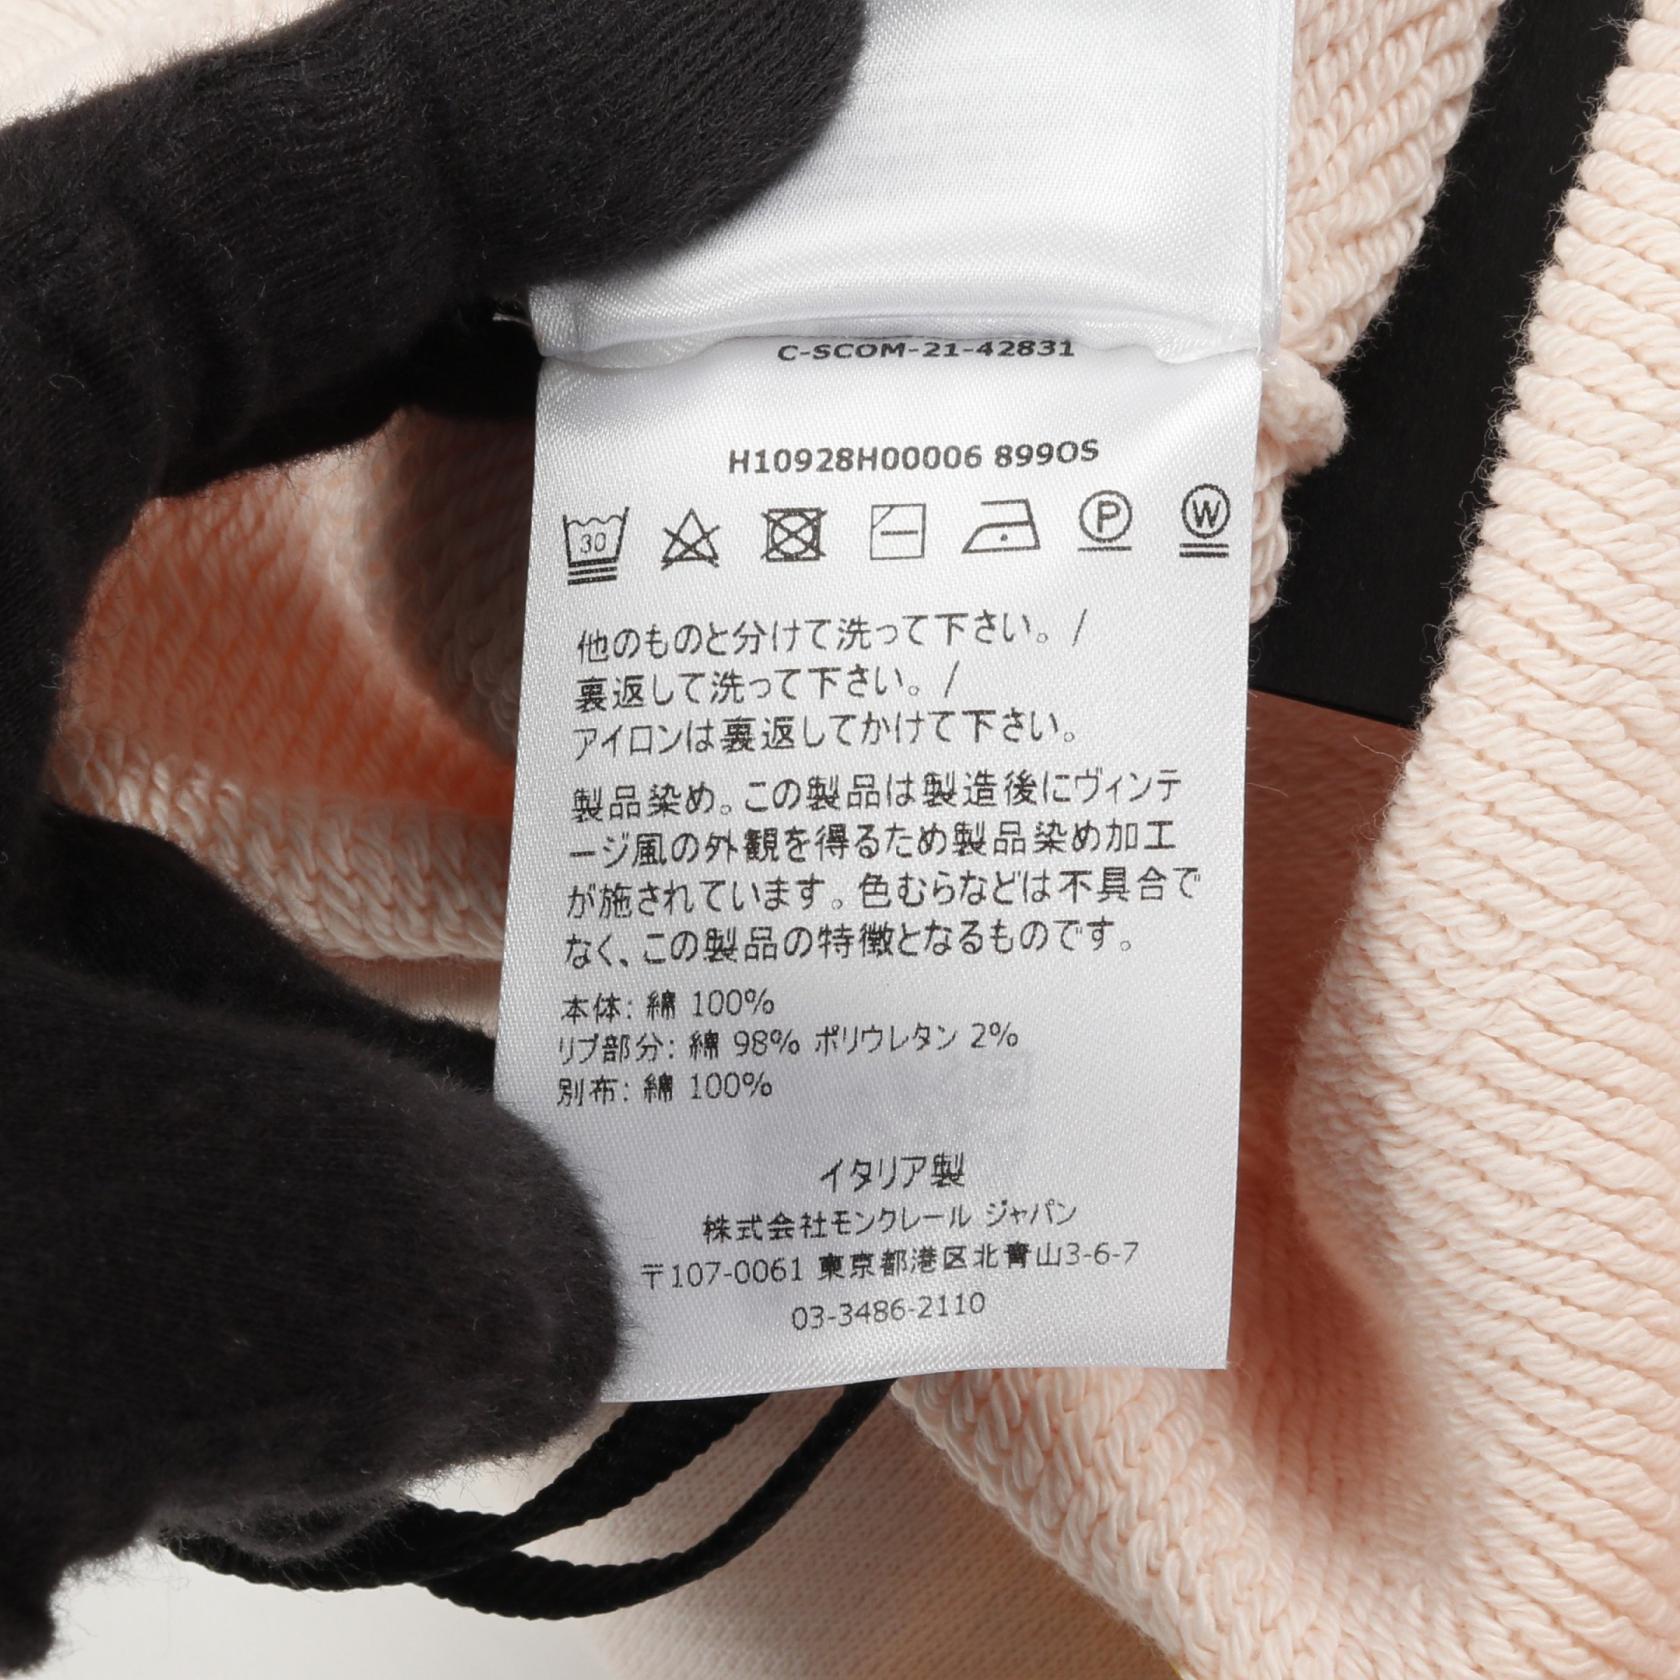 C-SCOM-21-42831
H10928H00006 899OS
30 P W
他のものと分けて洗って下さい。/
裏返して洗って下さい。/
アイロンは裏返してかけて下さい。
製品染め。この製品は製造後にヴィンテ
ージ風の外観を得るため製品染め加工
が施されています。色むらなどは不具合で
なく、この製品の特徴となるものです。
本体: 綿 100%
リブ部分: 綿 98% ポリウレタン 2%
別布: 綿 100%
イタリア製
株式会社モンクレール ジャパン
〒107-0061 東京都港区北青山3-6-7
03-3486-2110